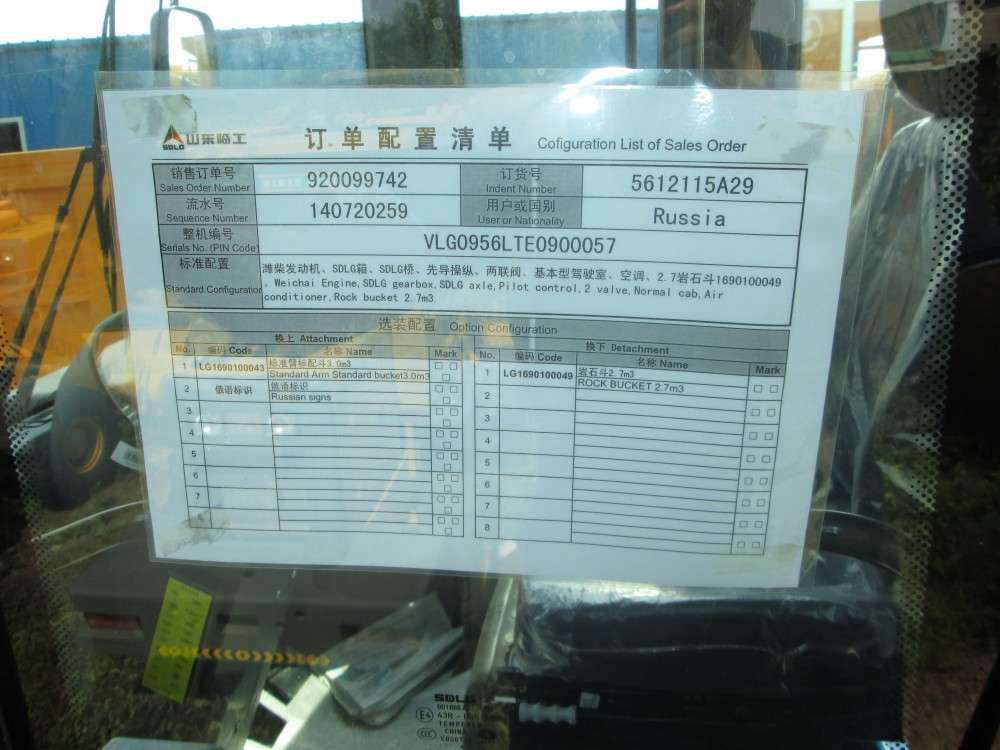 SDLG 山东临工
订单配置清单 Cofiguration List of Sales Order
销售订单号 Sales Order Number 920099742 订货号 Indent Number 5612115A29
流水号 Sequence Number 140720259 用户或国别 User or Nationality Russia
整机编号 Serials No. (PIN Code) VLG0956LTE0900057
标准配置 Standard Configuration
潍柴发动机、SDLG箱、SDLG桥、先导操纵、两联阀、基本型驾驶室、空调、2.7岩石斗1690100049
。Weichai Engine,SDLG gearbox,SDLG axle,Pilot control,2 valve,Normal cab,Air
conditioner,Rock bucket 2.7m3.
选装配置 Option Configuration
换上 Attachment
No. 编码 Code 名称 Name Mark
1 LG1690100043 标准臂标配斗3.0m3
Standard Arm Standard bucket3.0m3
2 俄语标识 俄语标识
Russian signs
3
4
5
6
7
8
换下 Detachment
No. 编码 Code 名称 Name Mark
1 LG1690100049 岩石斗2.7m3
ROCK BUCKET 2.7m3
2
3
4
5
6
7
8
SDLG
E4 43R-
CCC